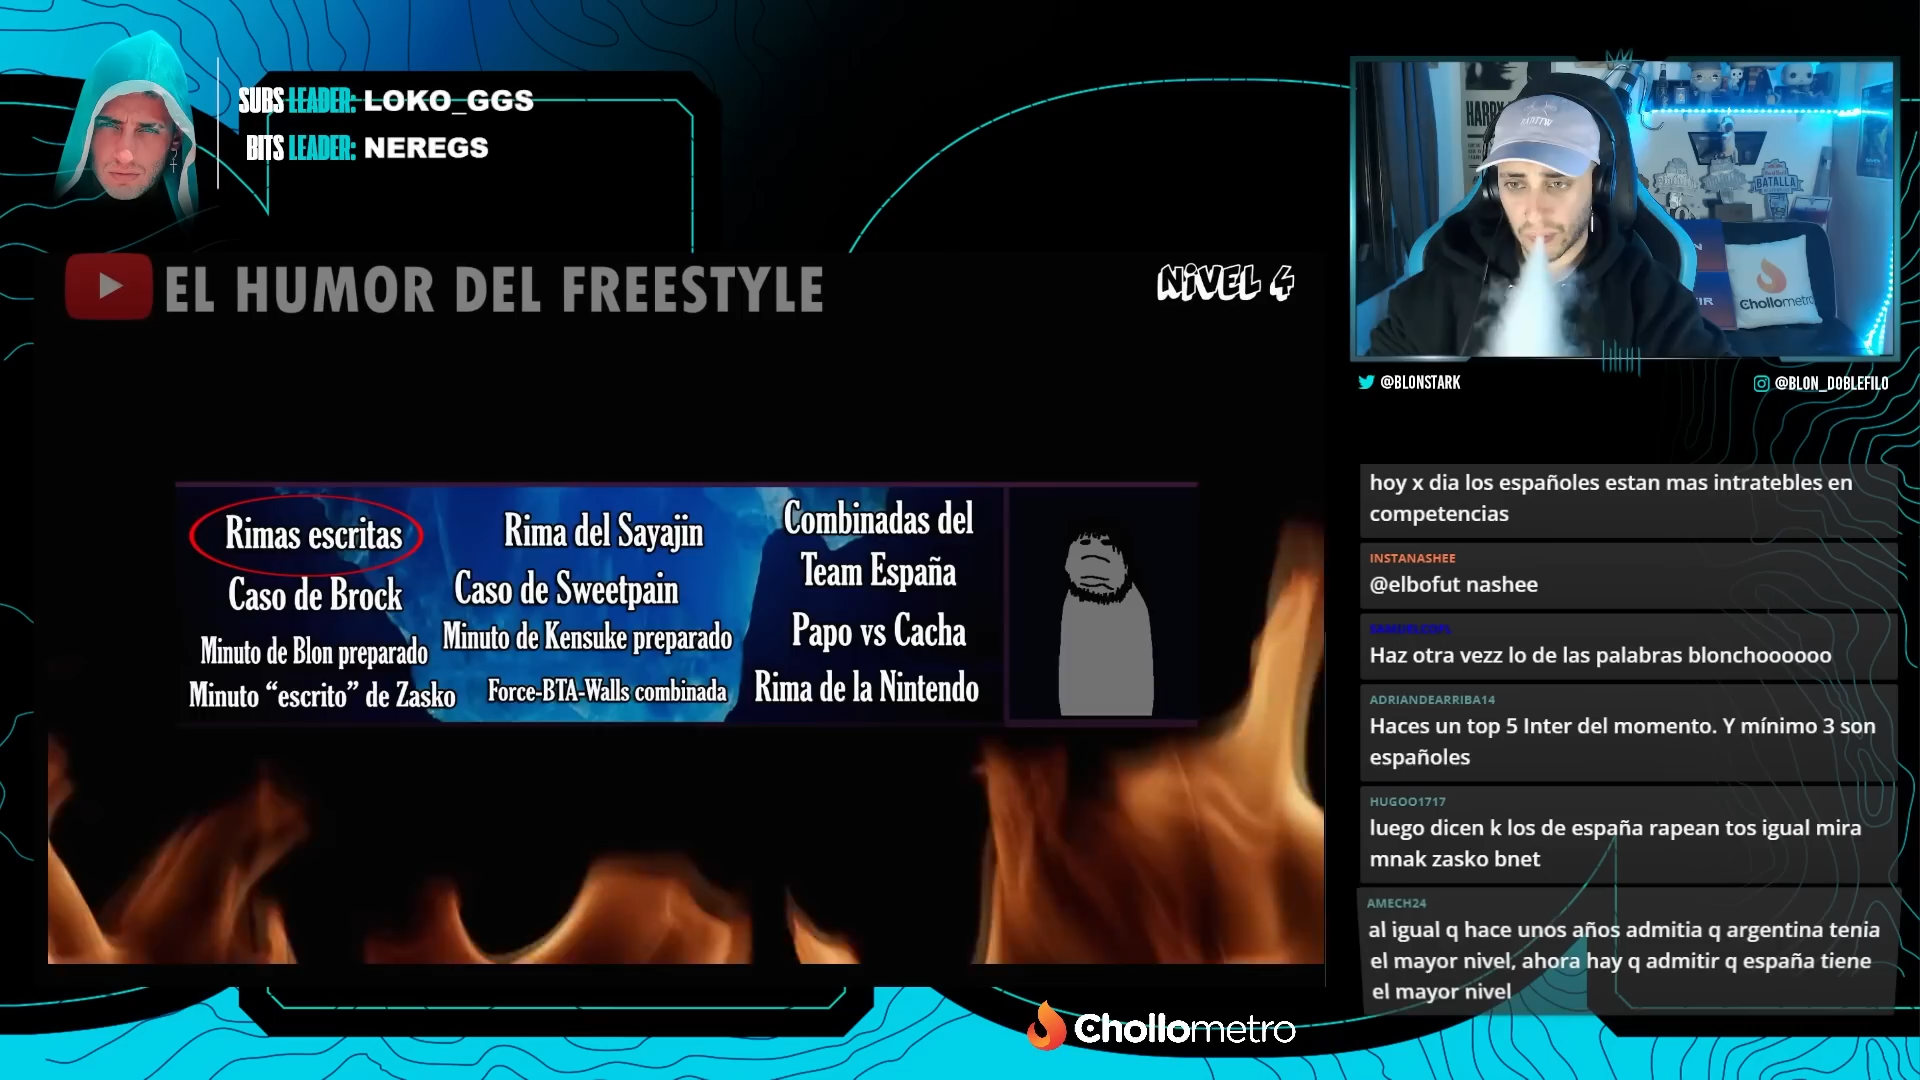 SUBS LEADER: LOKO_GGS
BITS LEADER: NEREGS
EL HUMOR DEL FREESTYLE
NIVEL 4
Rimas escritas
Caso de Brock
Minuto de Blon preparado
Minuto “escrito” de Zasko
Rima del Sayajin
Caso de Sweetpain
Minuto de Kensuke preparado
Force-BTA-Walls combinada
Combinadas del
Team España
Papo vs Cacha
Rima de la Nintendo
HARRY
BATALLA
Chollometro
@BLONSTARK
@BLON_DOBLEFILO
hoy x dia los españoles estan mas intratebles en
competencias
INSTANASHEE
@elbofut nashee
Haz otra vezz lo de las palabras blonchoooooo
ADRIANDEARRIBA14
Haces un top 5 Inter del momento. Y mínimo 3 son
españoles
HUGOO1717
luego dicen k los de españa rapean tos igual mira
mnak zasko bnet
AMECH24
al igual q hace unos años admitia q argentina tenia
el mayor nivel, ahora hay q admitir q españa tiene
el mayor nivel
Chollometro